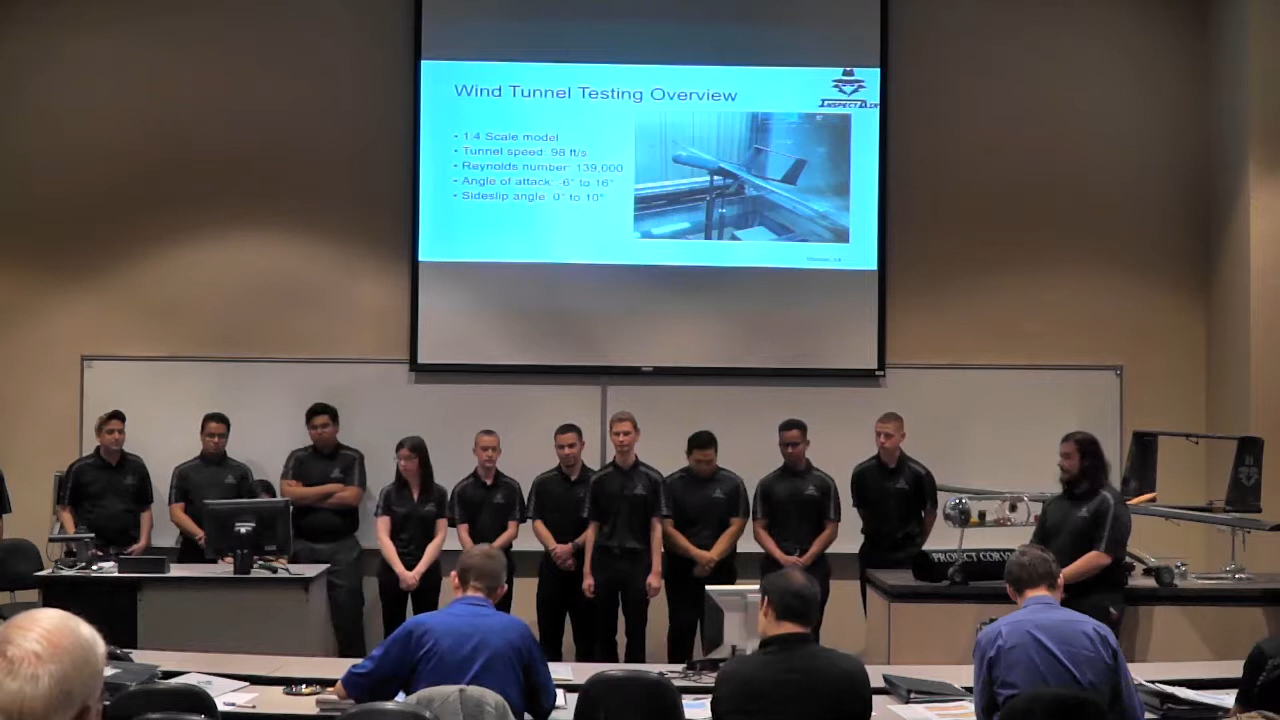 Wind Tunnel Testing Overview
INSPECTAIR
• 1:4 Scale model
• Tunnel speed: 98 ft/s
• Reynolds number: 139,000
• Angle of attack: -6° to 16°
• Sideslip angle: 0° to 10°
PROJECT